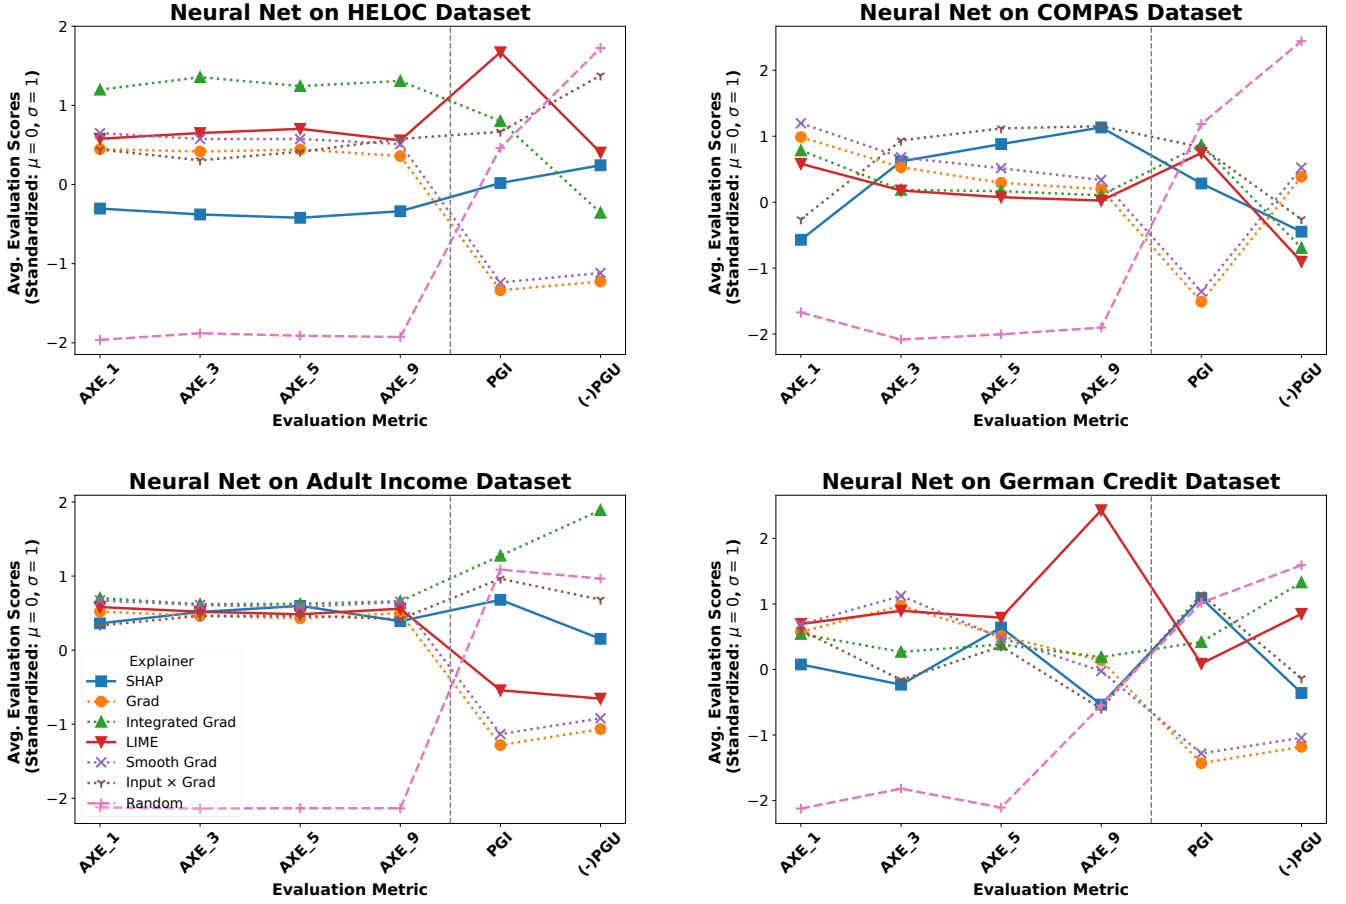 Neural Net on HELOC Dataset
Avg. Evaluation Scores
(Standardized: μ = 0, σ = 1)
2
1
0
−1
−2
AXE_1
AXE_3
AXE_5
AXE_9
PGI
(-)PGU
Evaluation Metric
Neural Net on COMPAS Dataset
Avg. Evaluation Scores
(Standardized: μ = 0, σ = 1)
2
1
0
−1
−2
AXE_1
AXE_3
AXE_5
AXE_9
PGI
(-)PGU
Evaluation Metric
Neural Net on Adult Income Dataset
Avg. Evaluation Scores
(Standardized: μ = 0, σ = 1)
2
1
0
−1
−2
Explainer
SHAP
Grad
Integrated Grad
LIME
Smooth Grad
Input × Grad
Random
AXE_1
AXE_3
AXE_5
AXE_9
PGI
(-)PGU
Evaluation Metric
Neural Net on German Credit Dataset
Avg. Evaluation Scores
(Standardized: μ = 0, σ = 1)
2
1
0
−1
−2
AXE_1
AXE_3
AXE_5
AXE_9
PGI
(-)PGU
Evaluation Metric